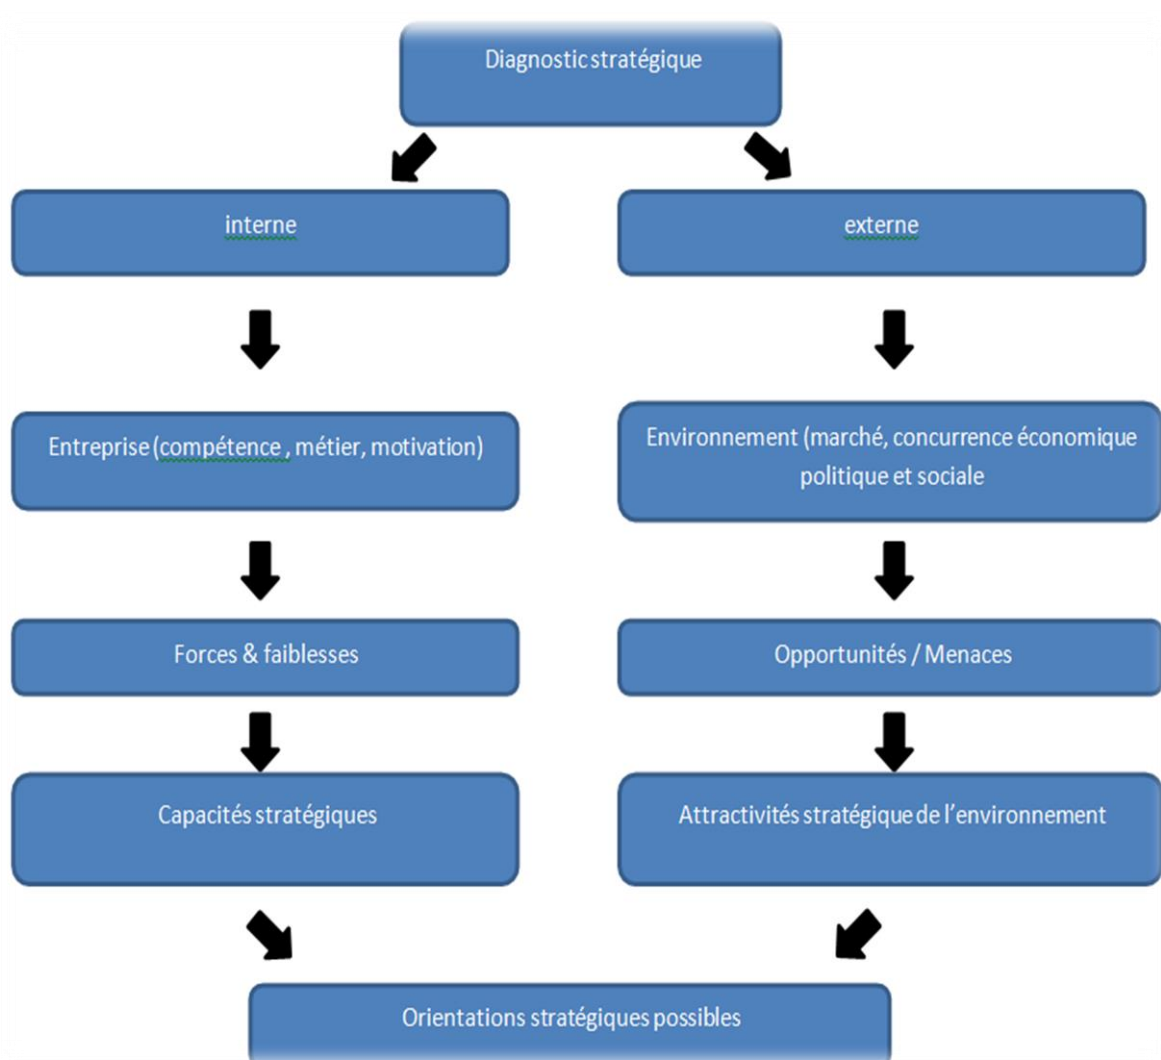 Diagnostic stratégique
interne
externe
Entreprise (compétence , métier, motivation)
Environnement (marché, concurrence économique
politique et sociale
Forces & faiblesses
Opportunités / Menaces
Capacités stratégiques
Attractivités stratégique de l’environnement
Orientations stratégiques possibles